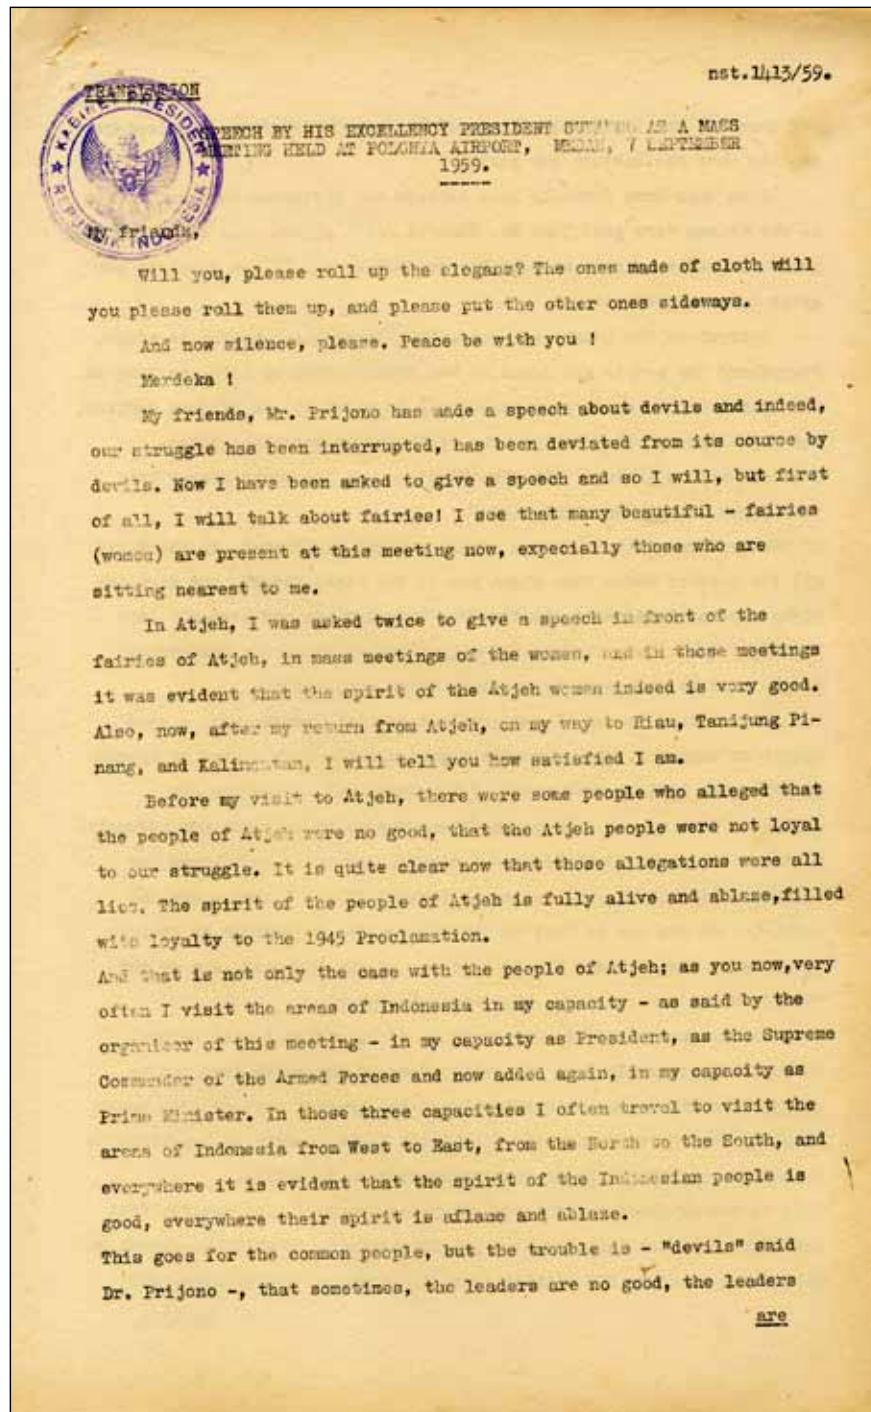 nst.1413/59.
TRANSLATION
KABINET PRESIDEN
REPUBLIK INDONESIA
SPEECH BY HIS EXCELLENCY PRESIDENT SUKARNO AS A MASS
MEETING HELD AT POLONIA AIRPORT, MEDAN, 7 SEPTEMBER
1959.
My friends,
Will you, please roll up the slogans? The ones made of cloth will
you please roll them up, and please put the other ones sideways.
And now silence, please. Peace be with you !
Merdeka !
My friends, Mr. Prijono has made a speech about devils and indeed,
our struggle has been interrupted, has been deviated from its cource by
devils. Now I have been asked to give a speech and so I will, but first
of all, I will talk about fairies! I see that many beautiful - fairies
(women) are present at this meeting now, expecially those who are
sitting nearest to me.
In Atjeh, I was asked twice to give a speech in front of the
fairies of Atjeh, in mass meetings of the women, and in those meetings
it was evident that the spirit of the Atjeh women indeed is very good.
Also, now, after my return from Atjeh, on my way to Riau, Tanijung Pi-
nang, and Kalimantan, I will tell you how satisfied I am.
Before my visit to Atjeh, there were some people who alleged that
the people of Atjeh were no good, that the Atjeh people were not loyal
to our struggle. It is quite clear now that those allegations were all
lies. The spirit of the people of Atjeh is fully alive and ablaze,filled
with loyalty to the 1945 Proclamation.
And that is not only the case with the people of Atjeh; as you now,very
often I visit the areas of Indonesia in my capacity - as said by the
organizer of this meeting - in my capacity as President, as the Supreme
Commander of the Armed Forces and now added again, in my capacity as
Prime Minister. In those three capacities I often travel to visit the
areas of Indonesia from West to East, from the North to the South, and
everywhere it is evident that the spirit of the Indonesian people is
good, everywhere their spirit is aflame and ablaze.
This goes for the common people, but the trouble is - "devils" said
Dr. Prijono -, that sometimes, the leaders are no good, the leaders
are